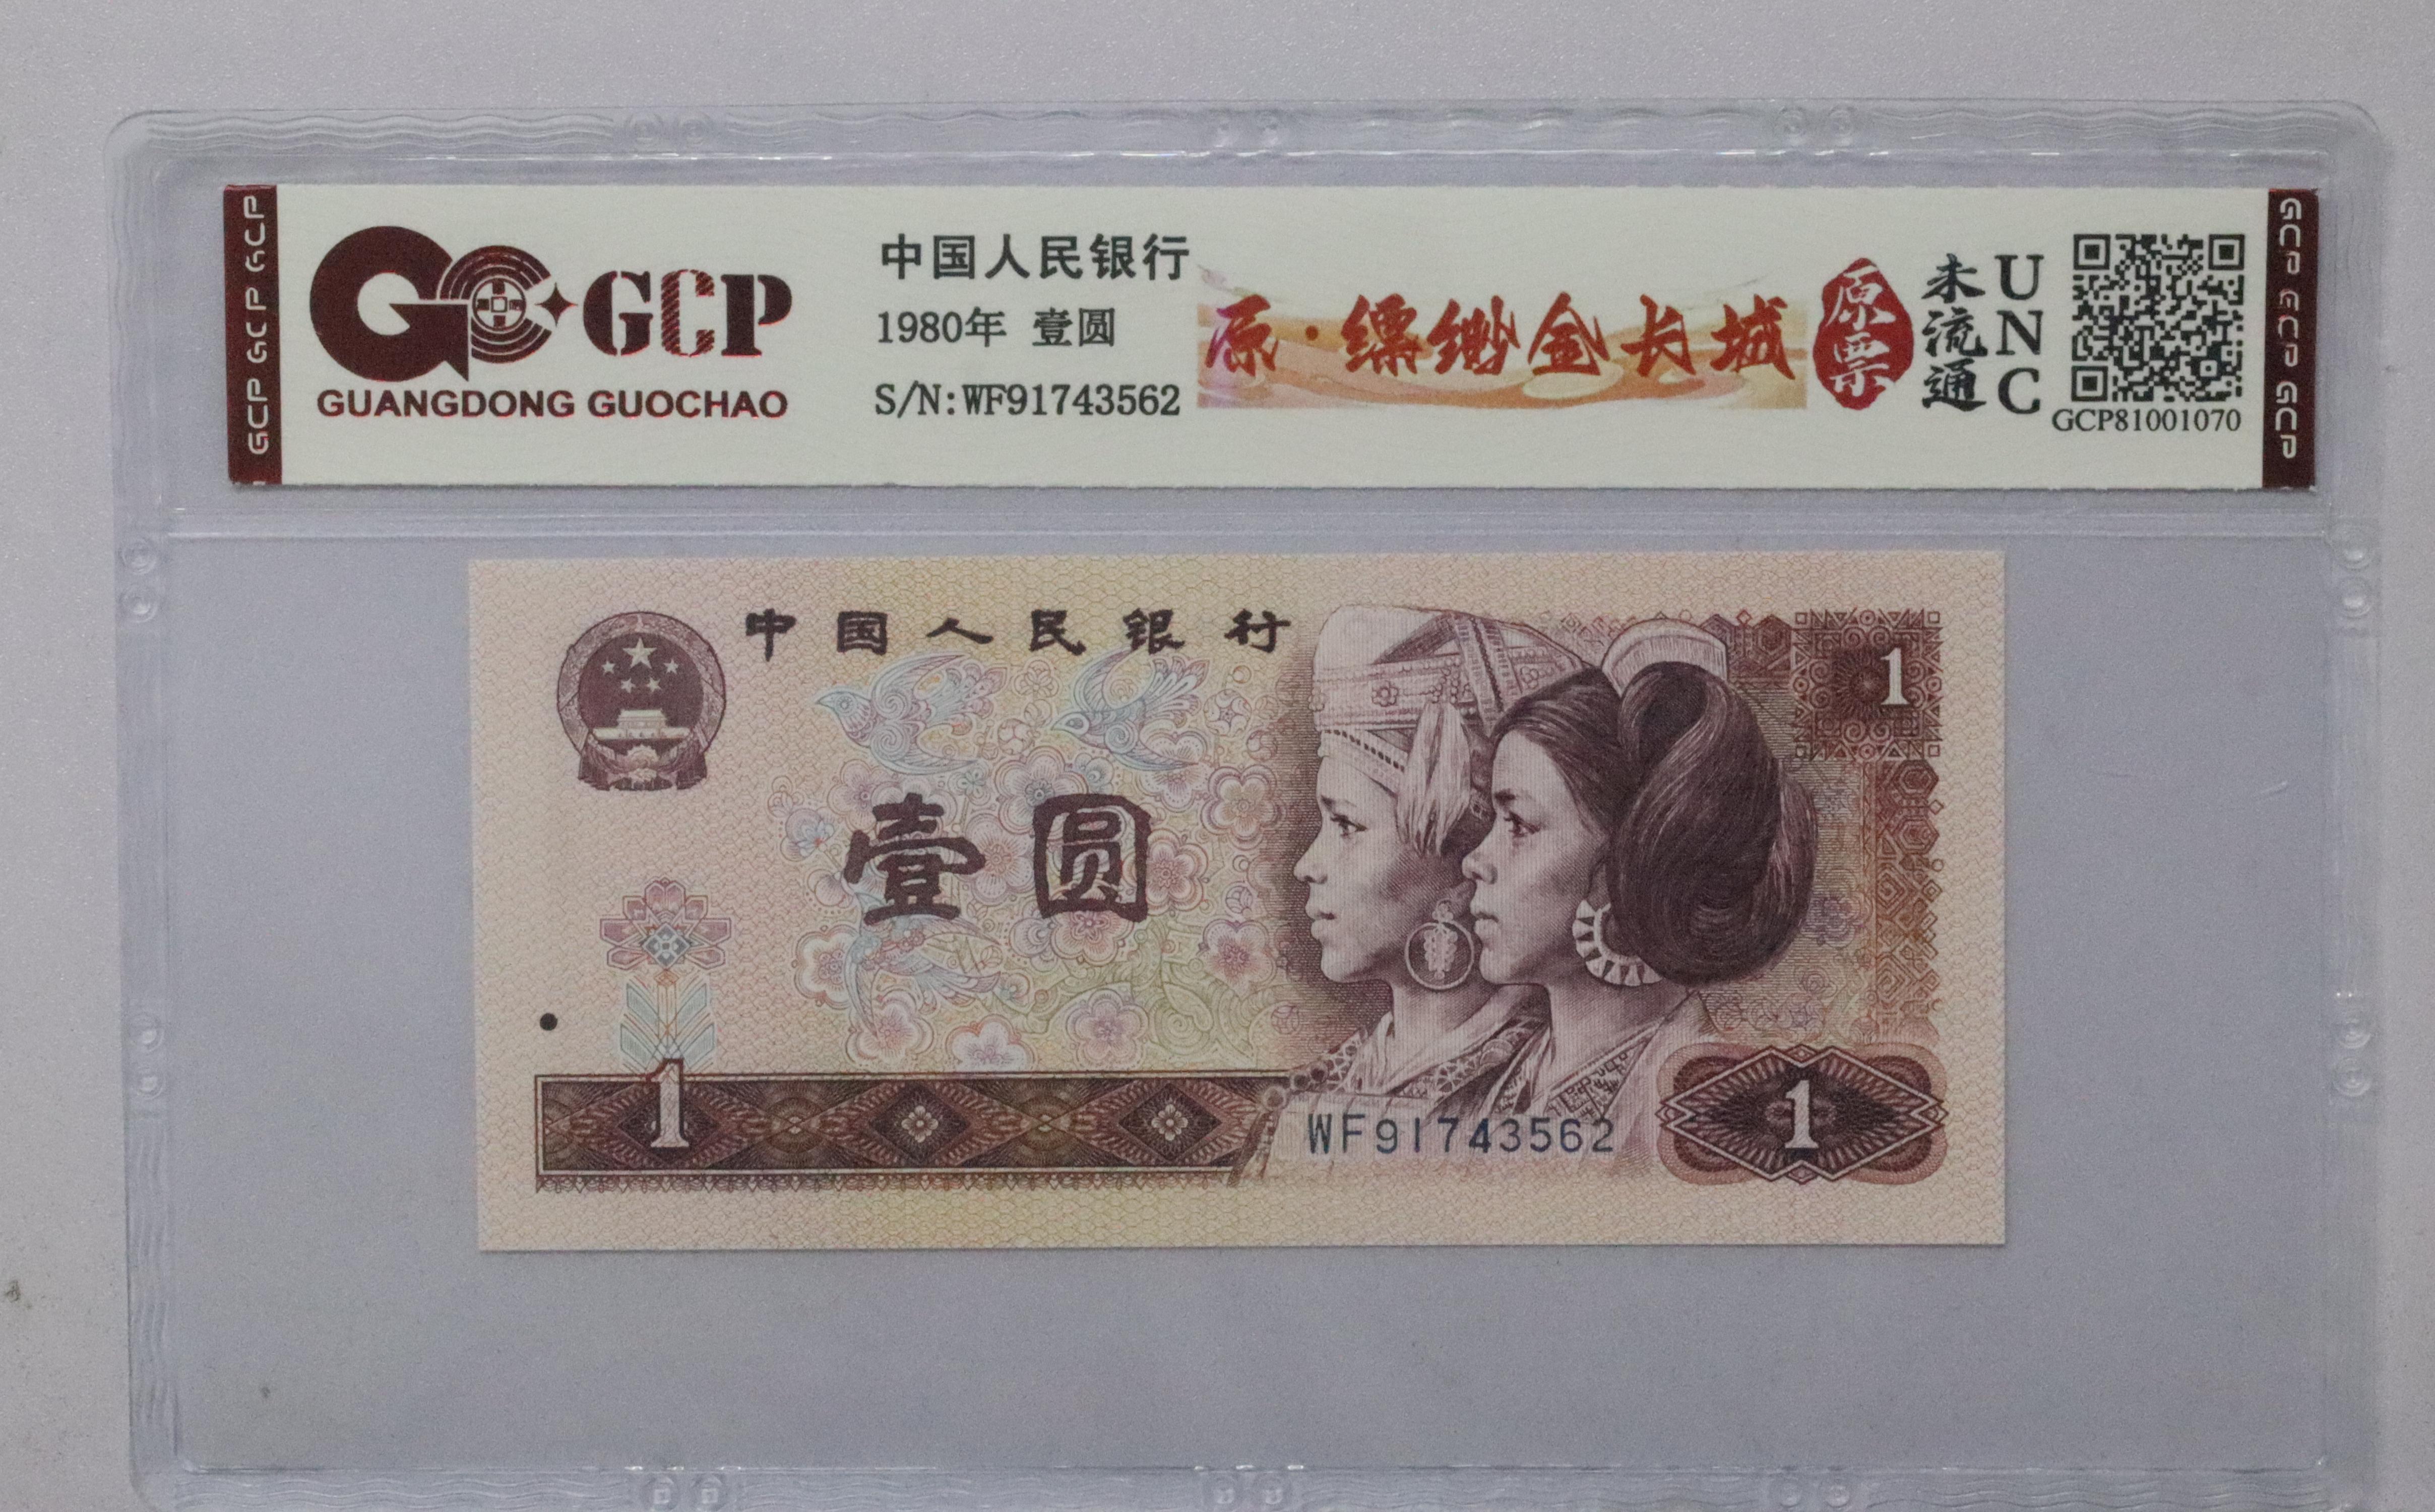 GCP GCP GCP
GCP
GUANGDONG GUOCHAO
中国人民银行
1980年 壹圆
S/N:WF91743562
原·缥缈金长城
原票
未流通
UNC
GCP81001070
GCP GCP GCP
中国人民银行
1
壹圆
1
WF91743562
1